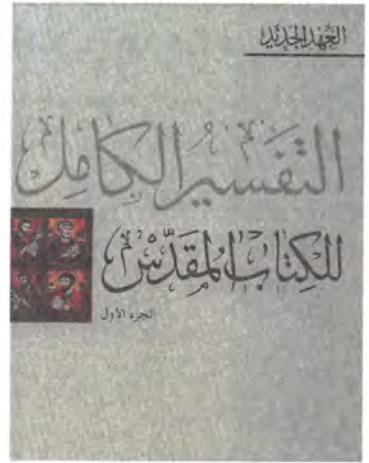 العهد الجديد
التفسير الكامل
للكتاب المقدس
الجزء الأول